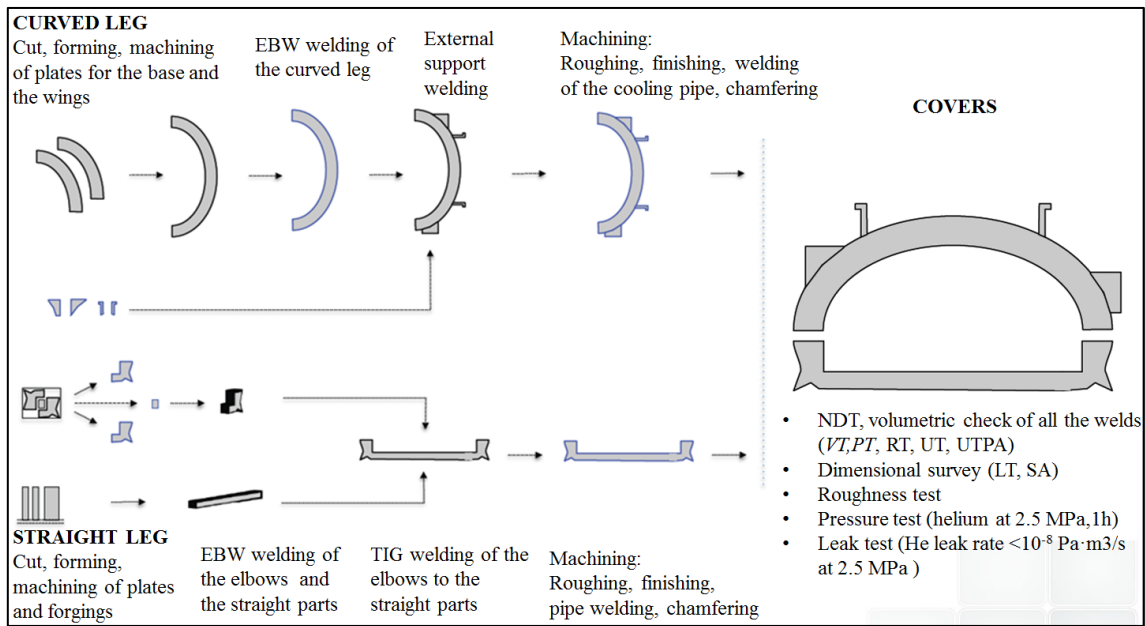 CURVED LEG
Cut, forming, machining
of plates for the base and
the wings
EBW welding of
the curved leg
External
support
welding
Machining:
Roughing, finishing, welding
of the cooling pipe, chamfering
COVERS
• NDT, volumetric check of all the welds
(VT,PT, RT, UT, UTPA)
• Dimensional survey (LT, SA)
• Roughness test
• Pressure test (helium at 2.5 MPa,1h)
• Leak test (He leak rate <10⁻⁸ Pa·m3/s
at 2.5 MPa )
STRAIGHT LEG
Cut, forming,
machining of plates
and forgings
EBW welding of
the elbows and
the straight parts
TIG welding of the
elbows to the
straight parts
Machining:
Roughing, finishing,
pipe welding, chamfering